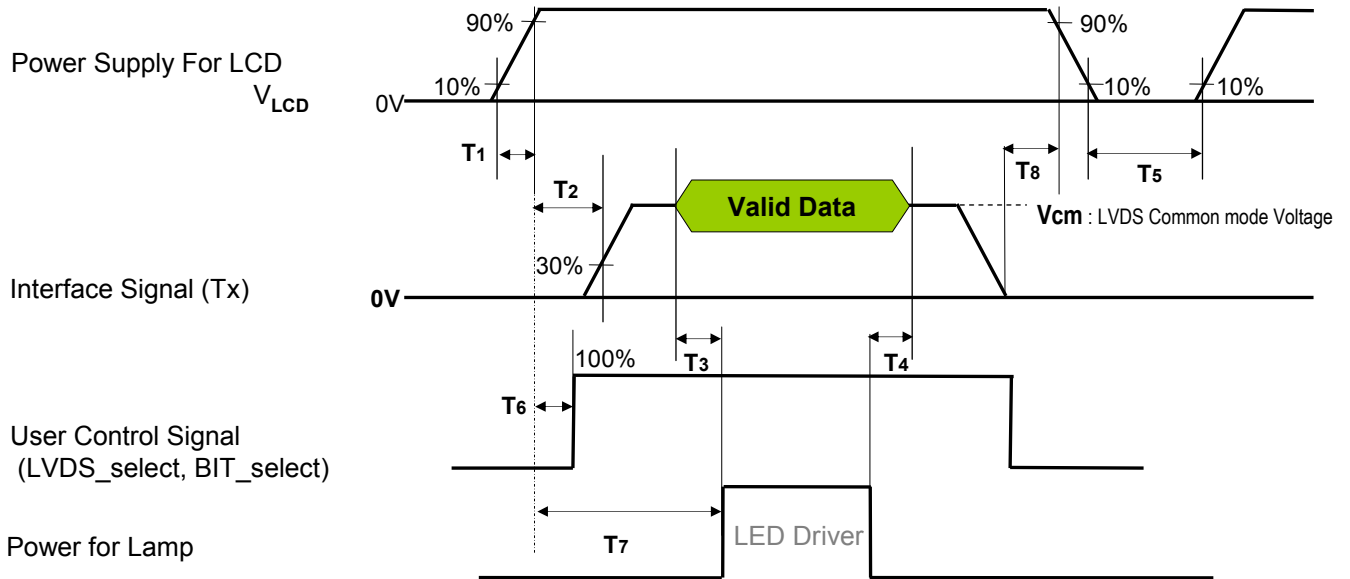 90%
90%
Power Supply For LCD
VLCD
10%
10%
10%
0V
T1
T2
T8
T5
Valid Data
Vcm : LVDS Common mode Voltage
30%
Interface Signal (Tx)
0V
T3
T4
100%
T6
User Control Signal
(LVDS_select, BIT_select)
T7
LED Driver
Power for Lamp